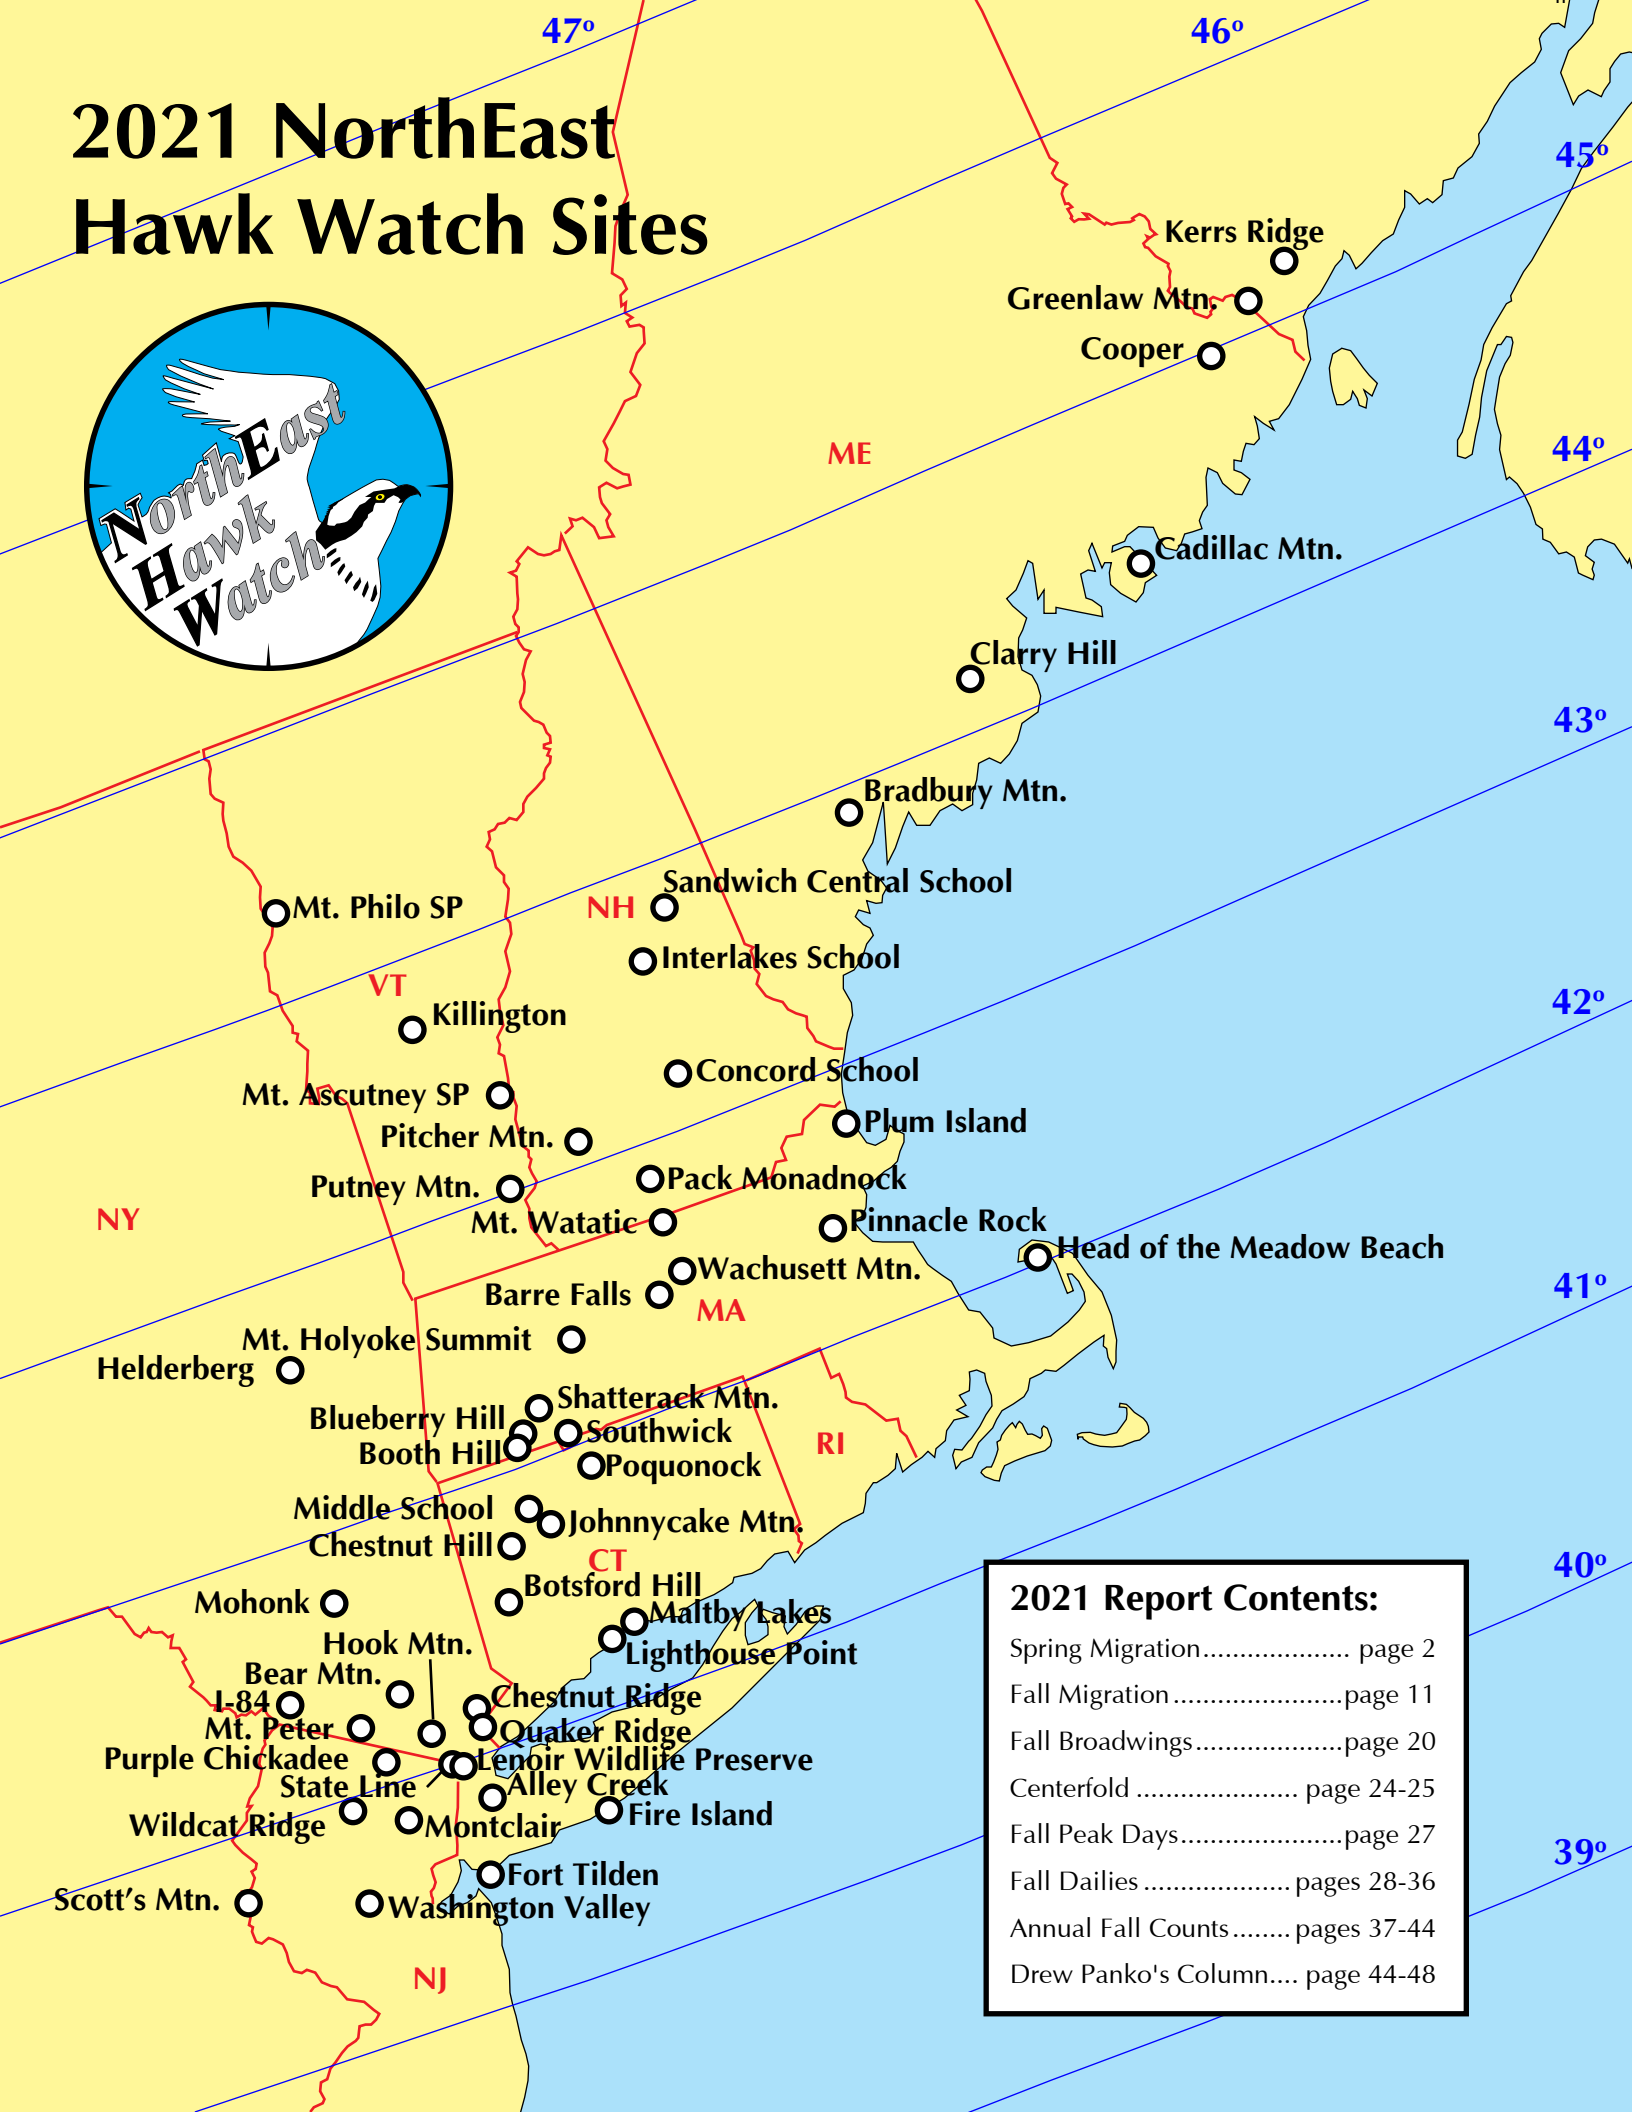 47º
46º
2021 NorthEast
Hawk Watch Sites
45º
Kerrs Ridge
Greenlaw Mtn.
Cooper
NorthEast
Hawk
Watch
ME
44º
Cadillac Mtn.
Clarry Hill
43º
Bradbury Mtn.
Sandwich Central School
Mt. Philo SP
NH
Interlakes School
VT
42º
Killington
Concord School
Mt. Ascutney SP
Plum Island
Pitcher Mtn.
Pack Monadnock
Putney Mtn.
NY
Mt. Watatic
Pinnacle Rock
Head of the Meadow Beach
Wachusett Mtn.
41º
Barre Falls
MA
Mt. Holyoke Summit
Helderberg
Shatterack Mtn.
Blueberry Hill
Southwick
RI
Booth Hill
Poquonock
Middle School
Johnnycake Mtn.
Chestnut Hill
CT
40º
Botsford Hill
Mohonk
Maltby Lakes
Hook Mtn.
Lighthouse Point
Bear Mtn.
I-84
Chestnut Ridge
Mt. Peter
Quaker Ridge
Purple Chickadee
Lenoir Wildlife Preserve
State Line
Alley Creek
Wildcat Ridge
Montclair
Fire Island
39º
Fort Tilden
Scott's Mtn.
Washington Valley
NJ
2021 Report Contents:
Spring Migration.................... page 2
Fall Migration.......................page 11
Fall Broadwings....................page 20
Centerfold ...................... page 24-25
Fall Peak Days......................page 27
Fall Dailies .................... pages 28-36
Annual Fall Counts........ pages 37-44
Drew Panko's Column.... page 44-48